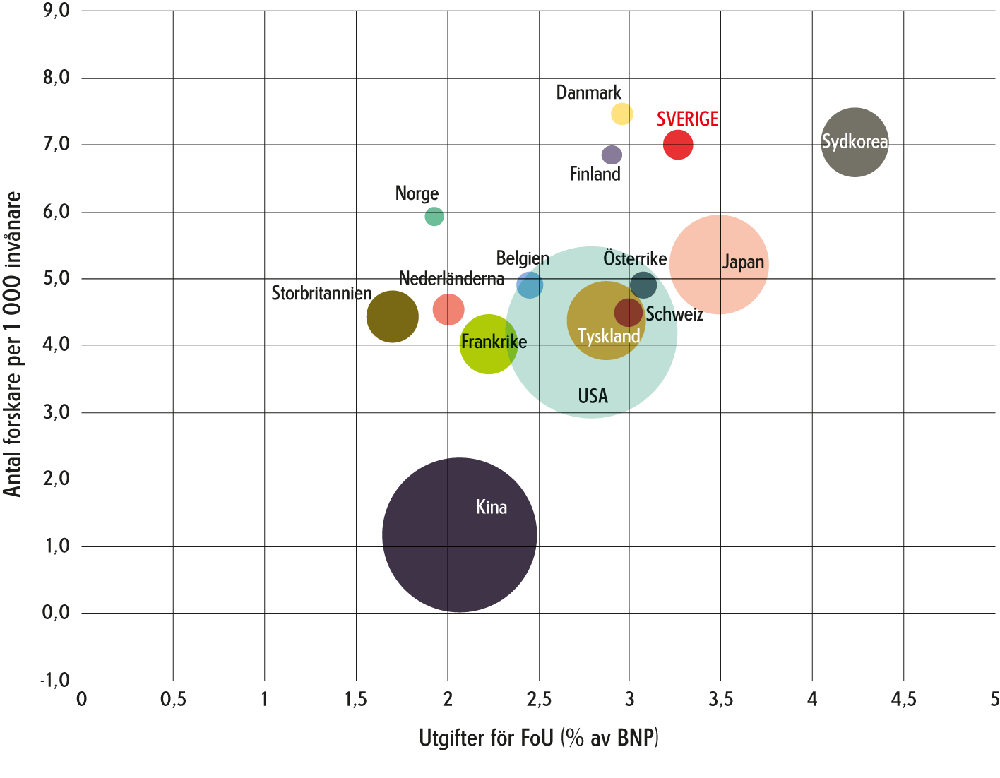 9,0
8,0
7,0
6,0
5,0
4,0
3,0
2,0
1,0
0,0
-1,0
Antal forskare per 1 000 invånare
Danmark
SVERIGE
Sydkorea
Finland
Norge
Belgien
Österrike
Japan
Nederländerna
Storbritannien
Schweiz
Tyskland
Frankrike
USA
Kina
0 0,5 1 1,5 2 2,5 3 3,5 4 4,5 5
Utgifter för FoU (% av BNP)